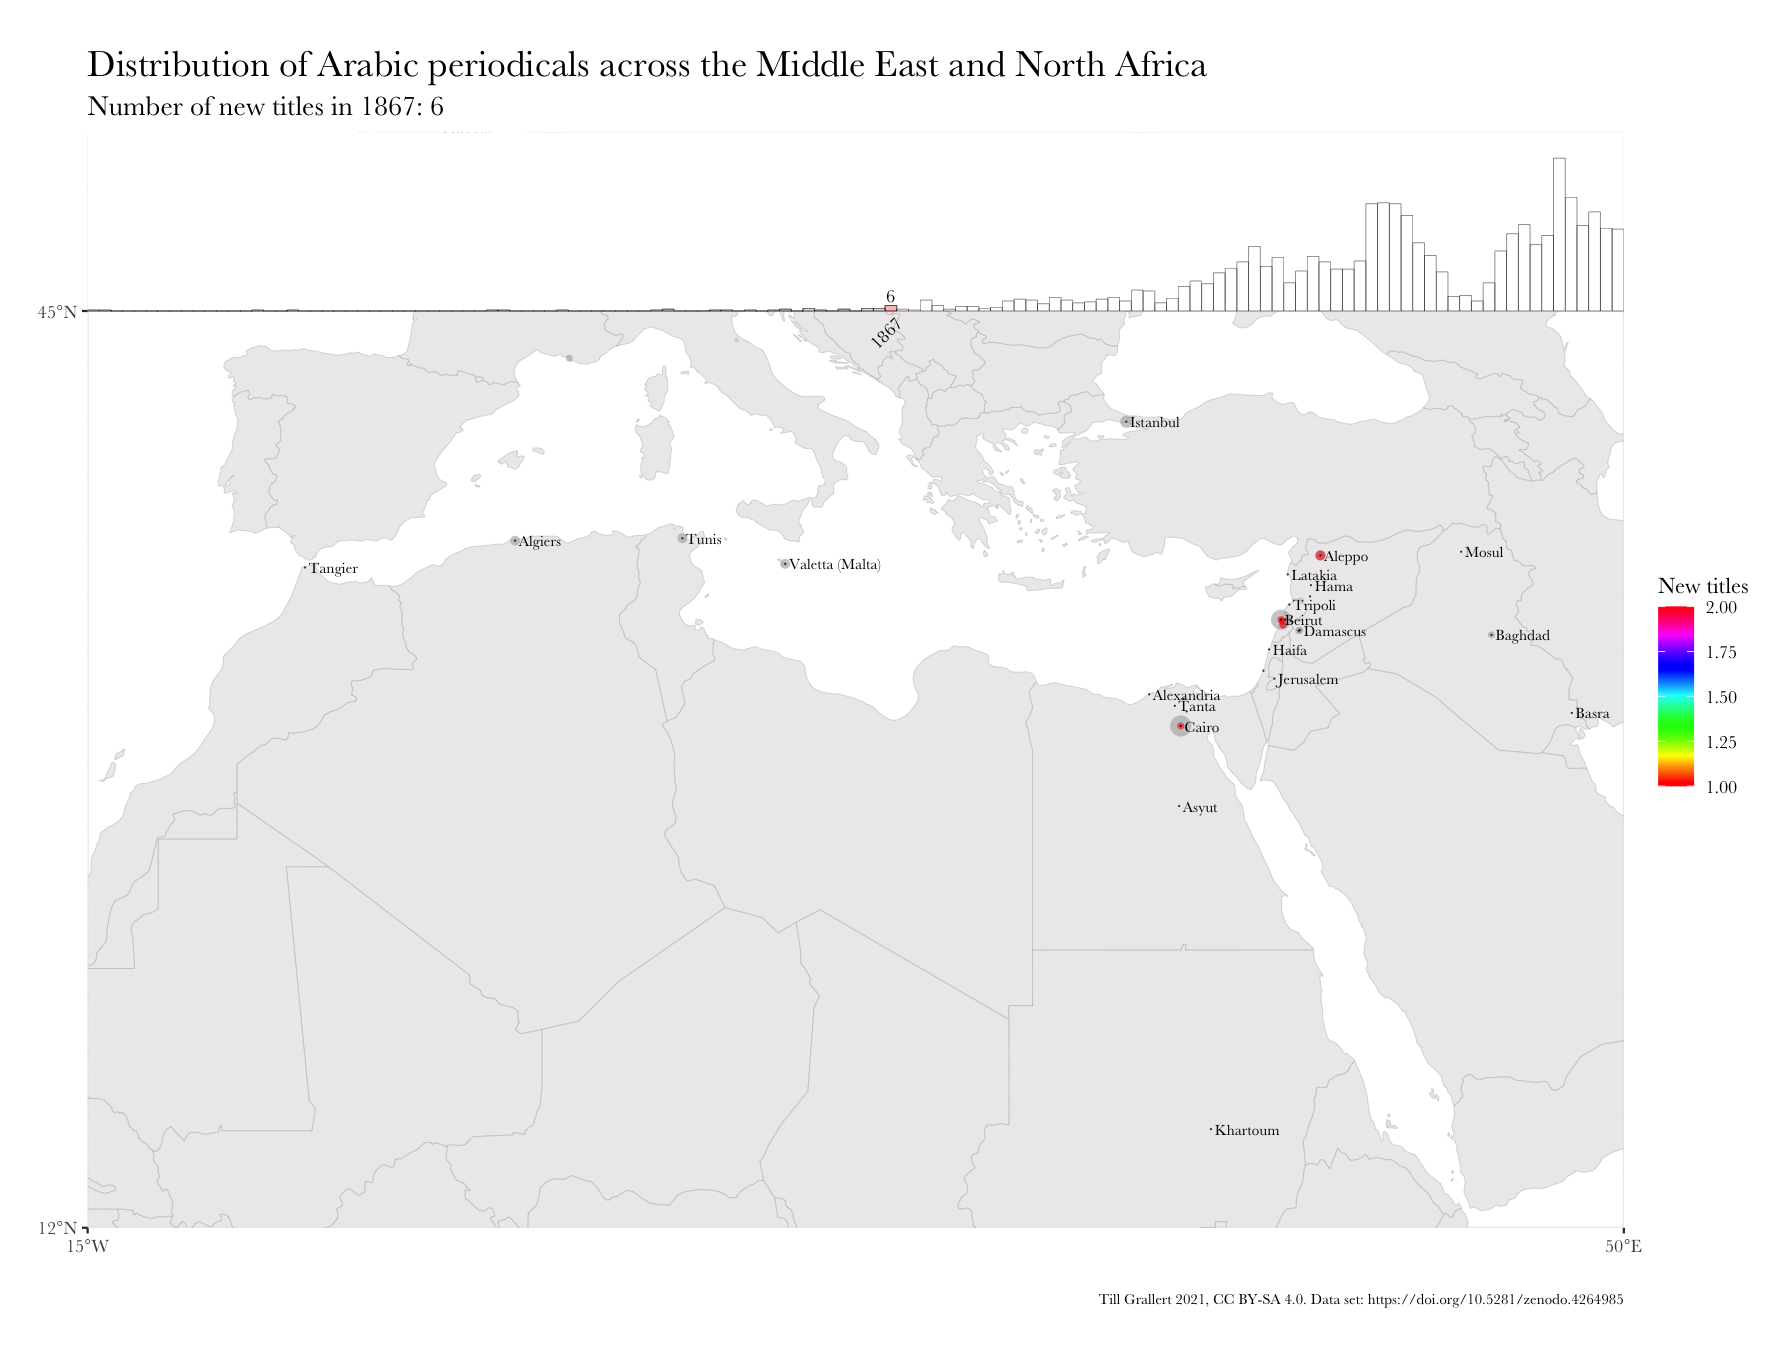 Distribution of Arabic periodicals across the Middle East and North Africa
Number of new titles in 1867: 6
6
45°N
1867
Istanbul
Algiers
Tunis
Aleppo
Mosul
Tangier
Valetta (Malta)
Latakia
Hama
New titles
Tripoli
2.00
Beirut
Damascus
Baghdad
Haifa
1.75
Jerusalem
Alexandria
1.50
Tanta
Basra
Cairo
1.25
1.00
Asyut
Khartoum
12°N
15°W
50°E
Till Grallert 2021, CC BY-SA 4.0. Data set: https://doi.org/10.5281/zenodo.4264985